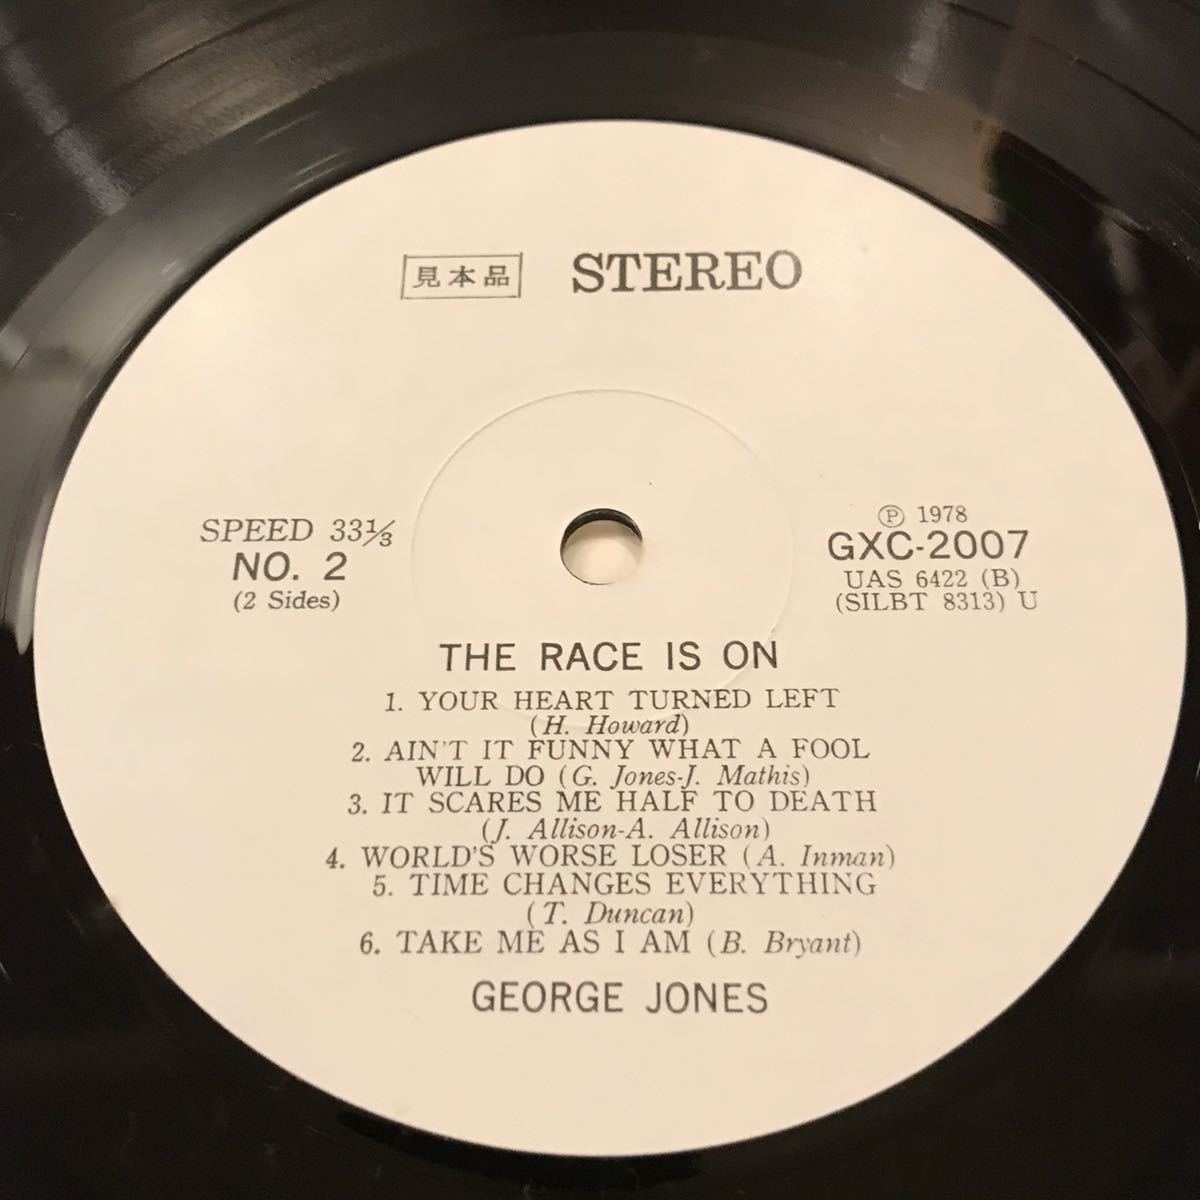 見本品 STEREO
SPEED 33⅓
NO. 2
(2 Sides)
Ⓟ 1978
GXC-2007
UAS 6422 (B)
(SILBT 8313) U
THE RACE IS ON
1. YOUR HEART TURNED LEFT
(H. Howard)
2. AIN'T IT FUNNY WHAT A FOOL
WILL DO (G. Jones-J. Mathis)
3. IT SCARES ME HALF TO DEATH
(J. Allison-A. Allison)
4. WORLD'S WORSE LOSER (A. Inman)
5. TIME CHANGES EVERYTHING
(T. Duncan)
6. TAKE ME AS I AM (B. Bryant)
GEORGE JONES